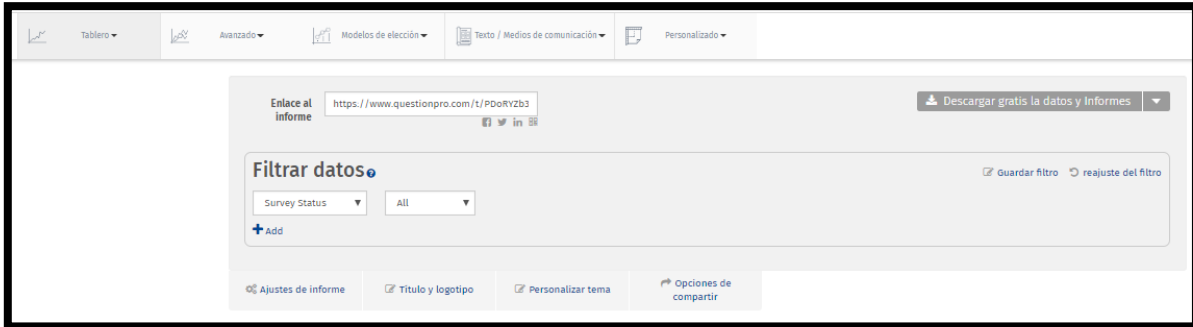 Tablero
Avanzado
Modelos de elección
Texto / Medios de comunicación
Personalizado
Enlace al
informe
https://www.questionpro.com/t/PDoRYZb3
Descargar gratis la datos y Informes
Filtrar datos
Guardar filtro
reajuste del filtro
Survey Status
All
Add
Ajustes de informe
Título y logotipo
Personalizar tema
Opciones de
compartir